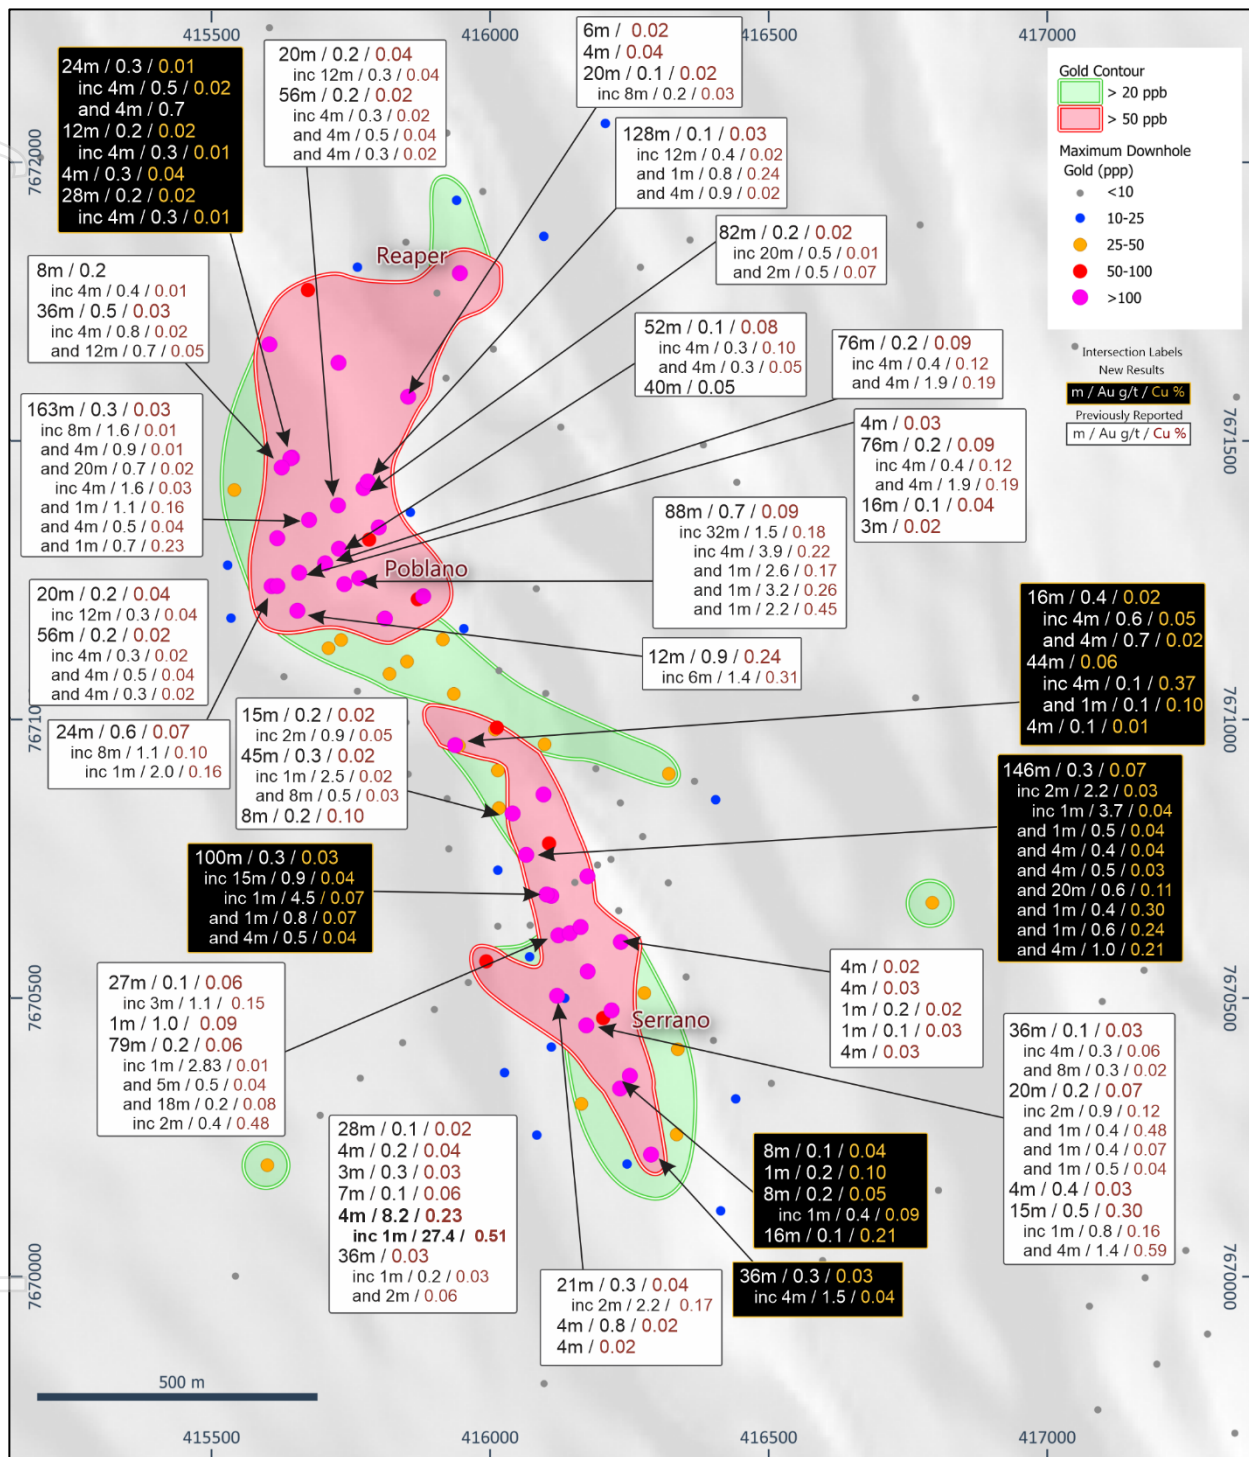 415500
416000
416500
417000
7672000
7671500
7671000
7671000
7670500
7670500
7670000
7670000
24m / 0.3 / 0.01
inc 4m / 0.5 / 0.02
and 4m / 0.7
12m / 0.2 / 0.02
inc 4m / 0.3 / 0.01
4m / 0.3 / 0.04
28m / 0.2 / 0.02
inc 4m / 0.3 / 0.01
20m / 0.2 / 0.04
inc 12m / 0.3 / 0.04
56m / 0.2 / 0.02
inc 4m / 0.3 / 0.02
and 4m / 0.5 / 0.04
and 4m / 0.3 / 0.02
6m / 0.02
4m / 0.04
20m / 0.1 / 0.02
inc 8m / 0.2 / 0.03
128m / 0.1 / 0.03
inc 12m / 0.4 / 0.02
and 1m / 0.8 / 0.24
and 4m / 0.9 / 0.02
82m / 0.2 / 0.02
inc 20m / 0.5 / 0.01
and 2m / 0.5 / 0.07
Gold Contour
> 20 ppb
> 50 ppb
Maximum Downhole
Gold (ppp)
<10
10-25
25-50
50-100
>100
Intersection Labels
New Results
m / Au g/t / Cu %
Previously Reported
m / Au g/t / Cu %
Reaper
8m / 0.2
inc 4m / 0.4 / 0.01
36m / 0.5 / 0.03
inc 4m / 0.8 / 0.02
and 12m / 0.7 / 0.05
52m / 0.1 / 0.08
inc 4m / 0.3 / 0.10
and 4m / 0.3 / 0.05
40m / 0.05
76m / 0.2 / 0.09
inc 4m / 0.4 / 0.12
and 4m / 1.9 / 0.19
163m / 0.3 / 0.03
inc 8m / 1.6 / 0.01
and 4m / 0.9 / 0.01
and 20m / 0.7 / 0.02
inc 4m / 1.6 / 0.03
and 1m / 1.1 / 0.16
and 4m / 0.5 / 0.04
and 1m / 0.7 / 0.23
4m / 0.03
76m / 0.2 / 0.09
inc 4m / 0.4 / 0.12
and 4m / 1.9 / 0.19
16m / 0.1 / 0.04
3m / 0.02
88m / 0.7 / 0.09
inc 32m / 1.5 / 0.18
inc 4m / 3.9 / 0.22
and 1m / 2.6 / 0.17
and 1m / 3.2 / 0.26
and 1m / 2.2 / 0.45
Poblano
20m / 0.2 / 0.04
inc 12m / 0.3 / 0.04
56m / 0.2 / 0.02
inc 4m / 0.3 / 0.02
and 4m / 0.5 / 0.04
and 4m / 0.3 / 0.02
16m / 0.4 / 0.02
inc 4m / 0.6 / 0.05
and 4m / 0.7 / 0.02
44m / 0.06
inc 4m / 0.1 / 0.37
and 1m / 0.1 / 0.10
4m / 0.1 / 0.01
12m / 0.9 / 0.24
inc 6m / 1.4 / 0.31
24m / 0.6 / 0.07
inc 8m / 1.1 / 0.10
inc 1m / 2.0 / 0.16
15m / 0.2 / 0.02
inc 2m / 0.9 / 0.05
45m / 0.3 / 0.02
inc 1m / 2.5 / 0.02
and 8m / 0.5 / 0.03
8m / 0.2 / 0.10
146m / 0.3 / 0.07
inc 2m / 2.2 / 0.03
inc 1m / 3.7 / 0.04
and 1m / 0.5 / 0.04
and 4m / 0.4 / 0.04
and 4m / 0.5 / 0.03
and 20m / 0.6 / 0.11
and 1m / 0.4 / 0.30
and 1m / 0.6 / 0.24
and 4m / 1.0 / 0.21
100m / 0.3 / 0.03
inc 15m / 0.9 / 0.04
inc 1m / 4.5 / 0.07
and 1m / 0.8 / 0.07
and 4m / 0.5 / 0.04
4m / 0.02
4m / 0.03
1m / 0.2 / 0.02
1m / 0.1 / 0.03
4m / 0.03
27m / 0.1 / 0.06
inc 3m / 1.1 / 0.15
1m / 1.0 / 0.09
79m / 0.2 / 0.06
inc 1m / 2.83 / 0.01
and 5m / 0.5 / 0.04
and 18m / 0.2 / 0.08
inc 2m / 0.4 / 0.48
Serrano
36m / 0.1 / 0.03
inc 4m / 0.3 / 0.06
and 8m / 0.3 / 0.02
20m / 0.2 / 0.07
inc 2m / 0.9 / 0.12
and 1m / 0.4 / 0.48
and 1m / 0.4 / 0.07
and 1m / 0.5 / 0.04
4m / 0.4 / 0.03
15m / 0.5 / 0.30
inc 1m / 0.8 / 0.16
and 4m / 1.4 / 0.59
28m / 0.1 / 0.02
4m / 0.2 / 0.04
3m / 0.3 / 0.03
7m / 0.1 / 0.06
4m / 8.2 / 0.23
inc 1m / 27.4 / 0.51
36m / 0.03
inc 1m / 0.2 / 0.03
and 2m / 0.06
8m / 0.1 / 0.04
1m / 0.2 / 0.10
8m / 0.2 / 0.05
inc 1m / 0.4 / 0.09
16m / 0.1 / 0.21
36m / 0.3 / 0.03
inc 4m / 1.5 / 0.04
21m / 0.3 / 0.04
inc 2m / 2.2 / 0.17
4m / 0.8 / 0.02
4m / 0.02
500 m
415500
416000
416500
417000